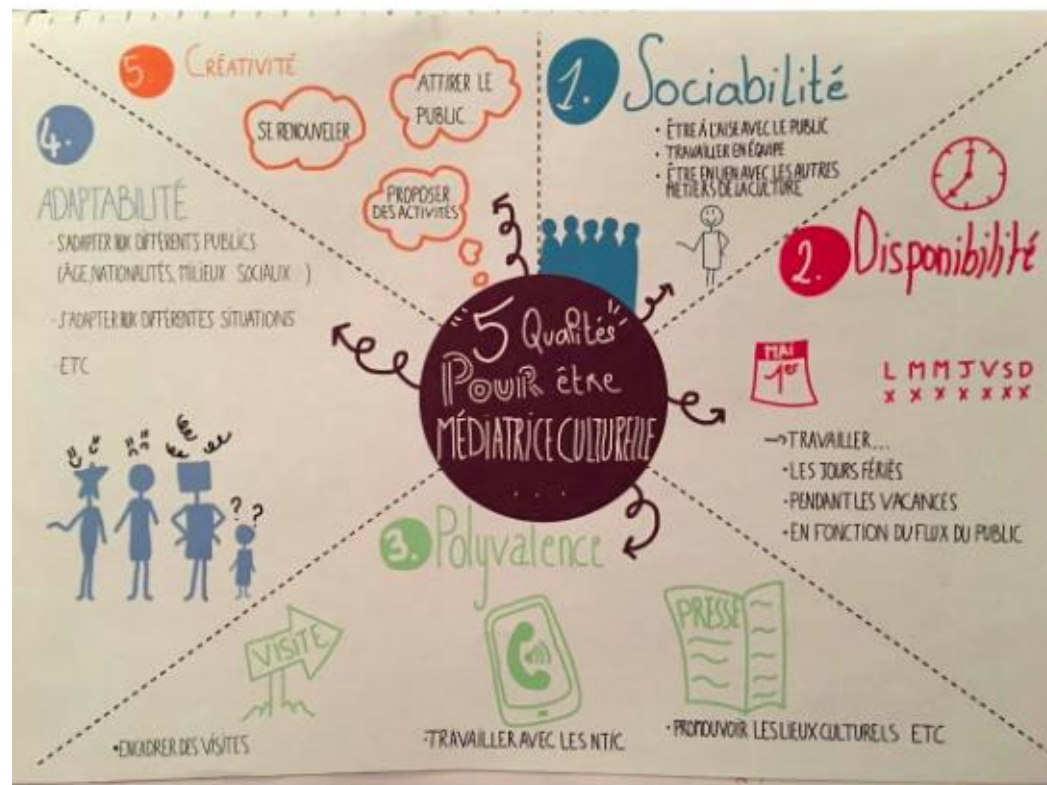 5 Qualités
POUR être
MÉDIATRICE CULTURELLE
...
1. Sociabilité
• ÊTRE À L'AISE AVEC LE PUBLIC
• TRAVAILLER EN ÉQUIPE
• ÊTRE EN LIEN AVEC LES AUTRES
MÉTIERS DE LA CULTURE
2. Disponibilité
MAI
1er
L M M J V S D
x x x x x x x
→ TRAVAILLER...
• LES JOURS FÉRIÉS
• PENDANT LES VACANCES
• EN FONCTION DU FLUX DU PUBLIC
3. Polyvalence
VISITE
• ENCADRER DES VISITES
• TRAVAILLER AVEC LES NTIC
PRESSE
• PROMOUVOIR LES LIEUX CULTURELS ETC
4.
ADAPTABILITÉ
- S'ADAPTER AUX DIFFÉRENTS PUBLICS
(ÂGE, NATIONALITÉS, MILIEUX SOCIAUX)
- S'ADAPTER AUX DIFFÉRENTES SITUATIONS
- ETC
? ?
5. CRÉATIVITÉ
SE RENOUVELER
ATTIRER LE
PUBLIC...
PROPOSER
DES ACTIVITÉS